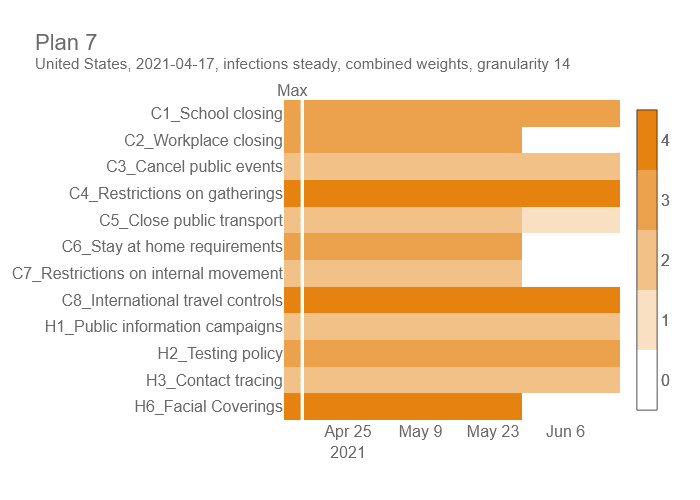 Plan 7
United States, 2021-04-17, infections steady, combined weights, granularity 14
Max
C1_School closing
C2_Workplace closing
C3_Cancel public events
C4_Restrictions on gatherings
C5_Close public transport
C6_Stay at home requirements
C7_Restrictions on internal movement
C8_International travel controls
H1_Public information campaigns
H2_Testing policy
H3_Contact tracing
H6_Facial Coverings
Apr 25 May 9 May 23 Jun 6
2021
4
3
2
1
0